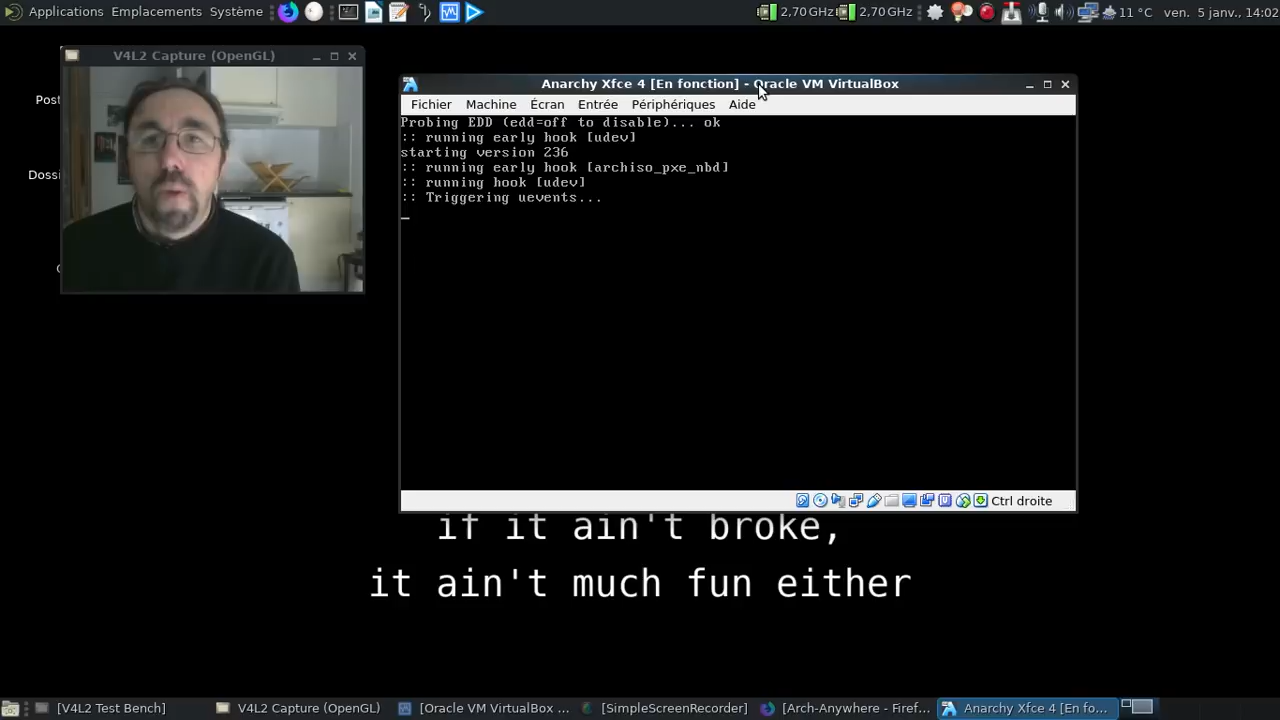 Applications Emplacements Système
2,70 GHz 2,70 GHz 11 °C ven. 5 janv., 14:02
V4L2 Capture (OpenGL)
Post
Dossi
Anarchy Xfce 4 [En fonction] - Oracle VM VirtualBox
Fichier Machine Écran Entrée Périphériques Aide
Probing EDD (edd=off to disable)... ok
:: running early hook [udev]
starting version 236
:: running early hook [archiso_pxe_nbd]
:: running hook [udev]
:: Triggering uevents...
Ctrl droite
if it ain't broke,
it ain't much fun either
[V4L2 Test Bench] V4L2 Capture (OpenGL) [Oracle VM VirtualBox ... [SimpleScreenRecorder] [Arch-Anywhere - Firef... Anarchy Xfce 4 [En fo...